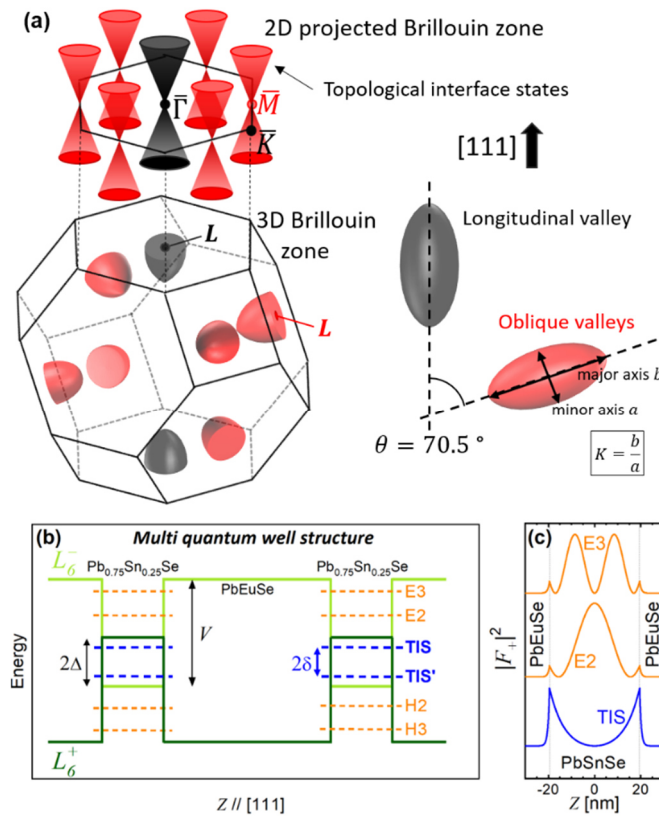 (a)
2D projected Brillouin zone
Topological interface states
Γ̅
M̅
K̅
[111]
Longitudinal valley
3D Brillouin
zone
L
L
Oblique valleys
major axis b
minor axis a
θ = 70.5 °
K = b/a
(b)
Multi quantum well structure
L₆⁻
Pb0.75Sn0.25Se
PbEuSe
Pb0.75Sn0.25Se
E3
E2
V
2Δ
2δ
TIS
TIS'
H2
H3
L₆⁺
Energy
Z // [111]
(c)
|F₊|²
PbEuSe
PbEuSe
E3
E2
TIS
PbSnSe
-20 0 20
Z [nm]